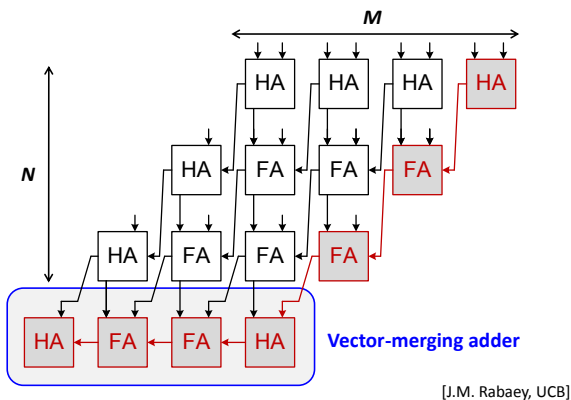 M
HA HA HA HA
N
HA FA FA FA
HA FA FA FA
HA FA FA HA
Vector-merging adder
[J.M. Rabaey, UCB]